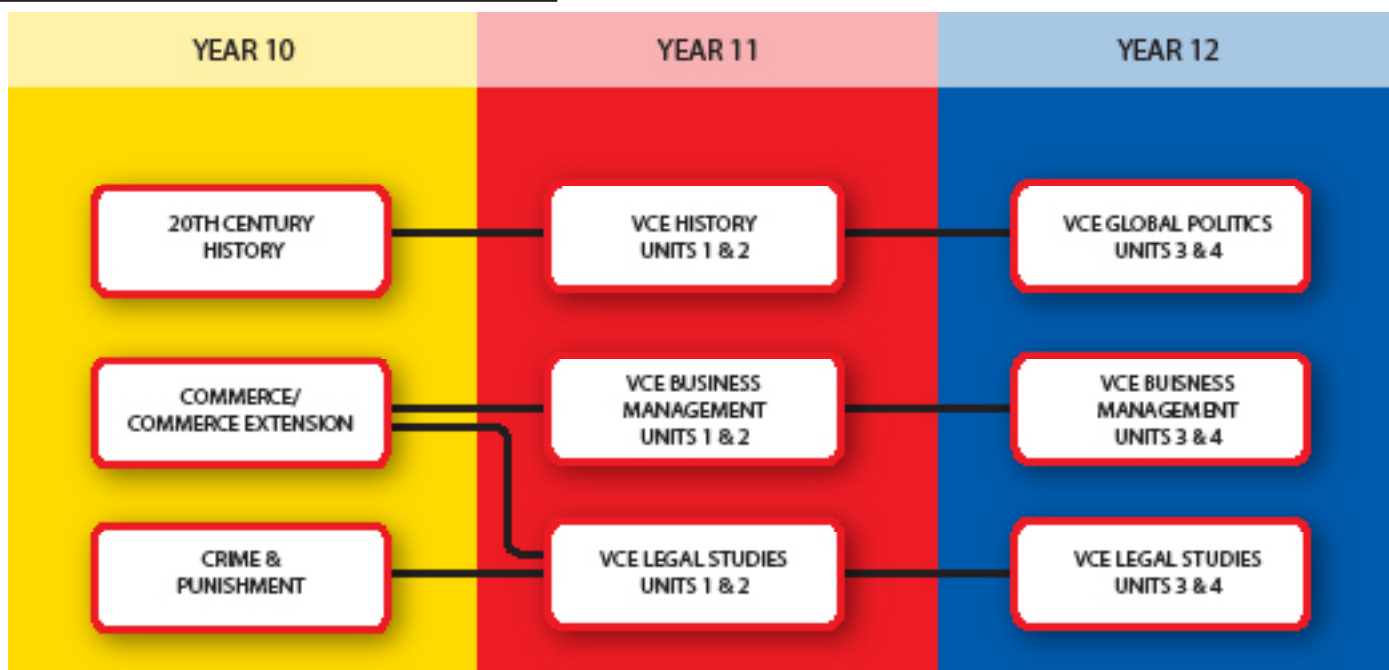 YEAR 10
YEAR 11
YEAR 12
20TH CENTURY
HISTORY
VCE HISTORY
UNITS 1 & 2
VCE GLOBAL POLITICS
UNITS 3 & 4
COMMERCE/
COMMERCE EXTENSION
VCE BUSINESS
MANAGEMENT
UNITS 1 & 2
VCE BUISNESS
MANAGEMENT
UNITS 3 & 4
CRIME &
PUNISHMENT
VCE LEGAL STUDIES
UNITS 1 & 2
VCE LEGAL STUDIES
UNITS 3 & 4